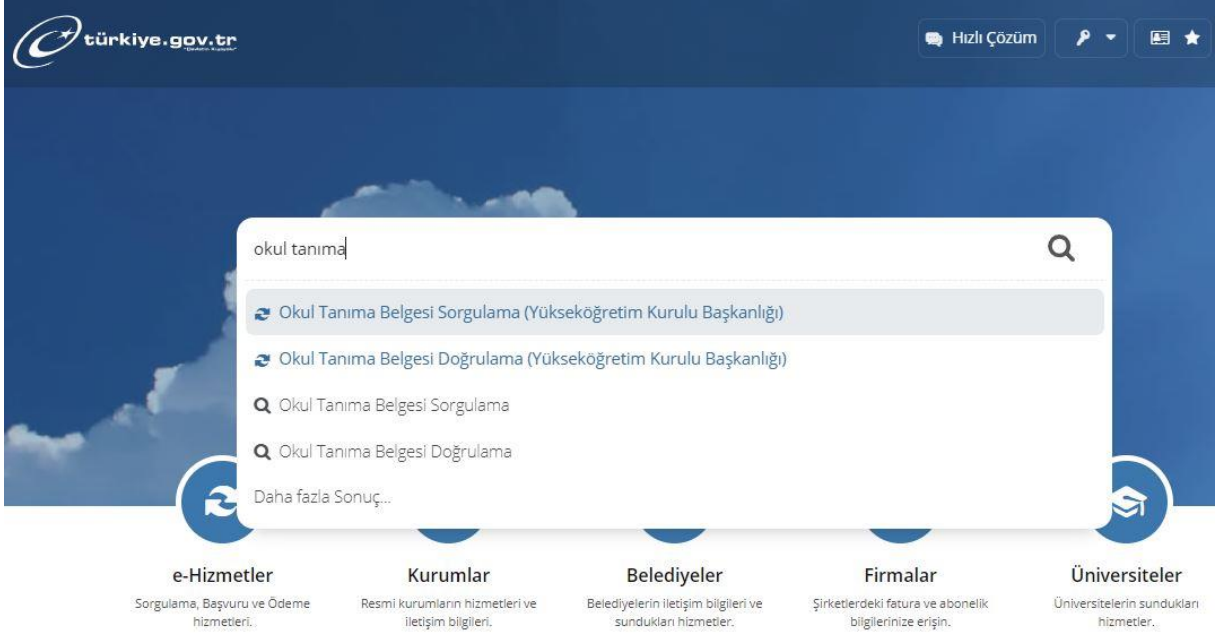 türkiye.gov.tr
Hızlı Çözüm
okul tanıma
Okul Tanıma Belgesi Sorgulama (Yükseköğretim Kurulu Başkanlığı)
Okul Tanıma Belgesi Doğrulama (Yükseköğretim Kurulu Başkanlığı)
Okul Tanıma Belgesi Sorgulama
Okul Tanıma Belgesi Doğrulama
Daha fazla Sonuç...
e-Hizmetler
Sorgulama, Başvuru ve Ödeme
hizmetleri.
Kurumlar
Resmi kurumların hizmetleri ve
iletişim bilgileri.
Belediyeler
Belediyelerin iletişim bilgileri ve
sundukları hizmetler.
Firmalar
Şirketlerdeki fatura ve abonelik
bilgilerinize erişin.
Üniversiteler
Üniversitelerin sundukları
hizmetler.